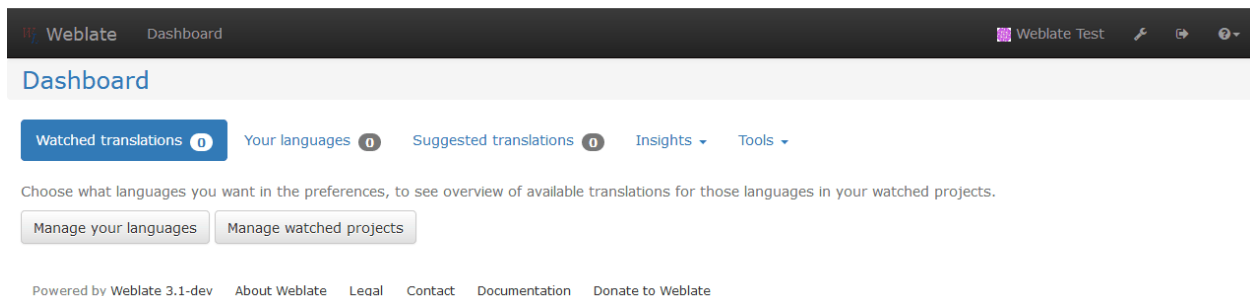 Weblate Dashboard Weblate Test
Dashboard
Watched translations 0 Your languages 0 Suggested translations 0 Insights Tools
Choose what languages you want in the preferences, to see overview of available translations for those languages in your watched projects.
Manage your languages Manage watched projects
Powered by Weblate 3.1-dev About Weblate Legal Contact Documentation Donate to Weblate